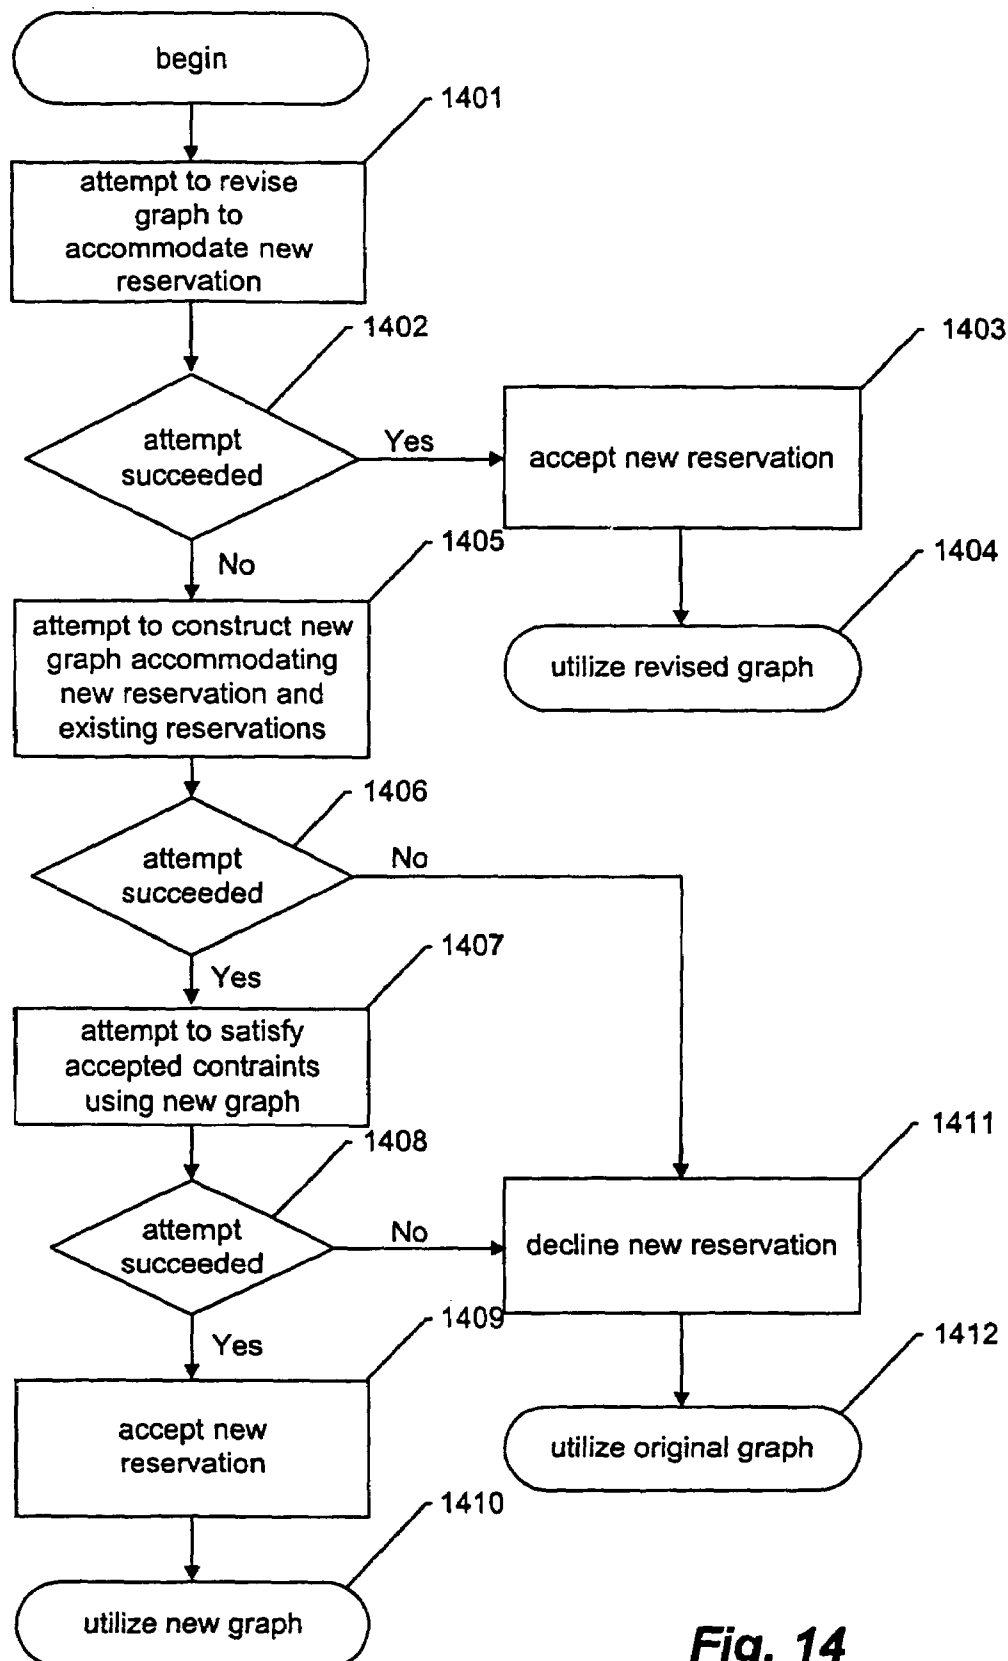 begin
1401
attempt to revise
graph to
accommodate new
reservation
1402
attempt
succeeded
Yes
1403
accept new reservation
No
1404
utilize revised graph
1405
attempt to construct new
graph accommodating
new reservation and
existing reservations
1406
attempt
succeeded
No
Yes
1407
attempt to satisfy
accepted contraints
using new graph
1408
attempt
succeeded
No
1411
decline new reservation
Yes
1409
accept new
reservation
1412
utilize original graph
1410
utilize new graph
Fig. 14